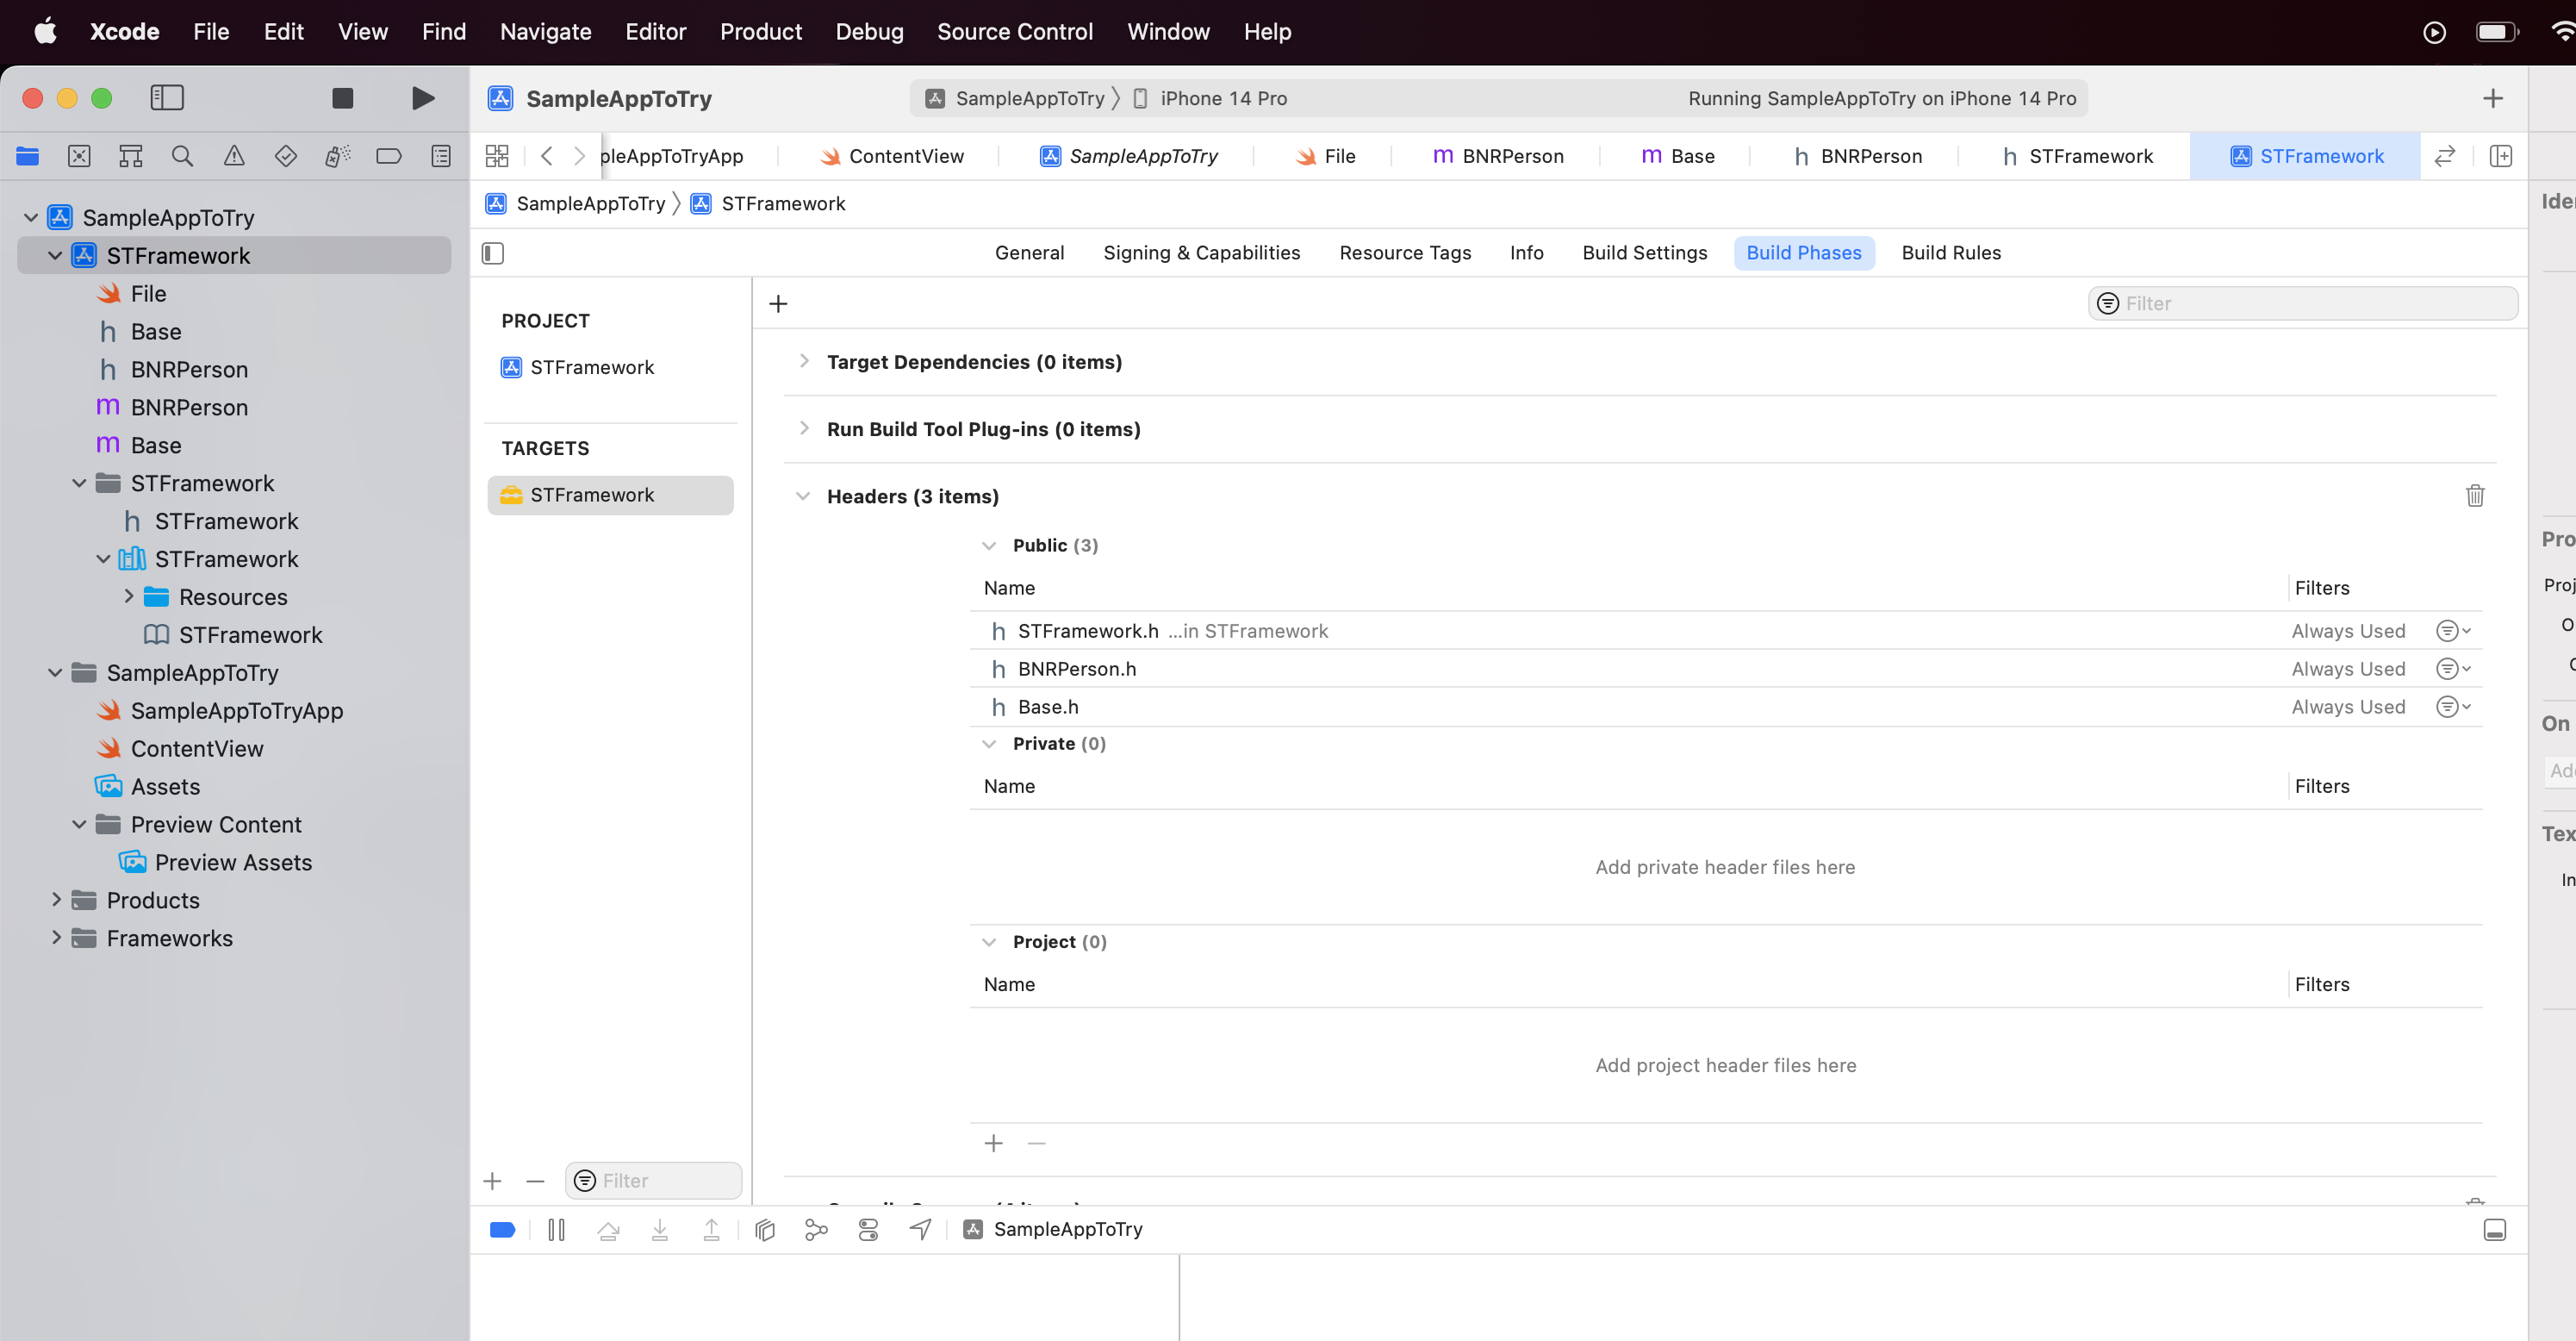 Xcode File Edit View Find Navigate Editor Product Debug Source Control Window Help
SampleAppToTry
SampleAppToTry iPhone 14 Pro
Running SampleAppToTry on iPhone 14 Pro
pleAppToTryApp ContentView SampleAppToTry File m BNRPerson m Base h BNRPerson h STFramework STFramework
SampleAppToTry STFramework
General Signing & Capabilities Resource Tags Info Build Settings Build Phases Build Rules
SampleAppToTry
STFramework
File
h Base
h BNRPerson
m BNRPerson
m Base
STFramework
h STFramework
STFramework
Resources
STFramework
SampleAppToTry
SampleAppToTryApp
ContentView
Assets
Preview Content
Preview Assets
Products
Frameworks
PROJECT
STFramework
TARGETS
STFramework
Filter
Filter
Target Dependencies (0 items)
Run Build Tool Plug-ins (0 items)
Headers (3 items)
Public (3)
Name Filters
h STFramework.h ...in STFramework Always Used
h BNRPerson.h Always Used
h Base.h Always Used
Private (0)
Name Filters
Add private header files here
Project (0)
Name Filters
Add project header files here
SampleAppToTry
Ide
Pro
Proj
On
Tex
In